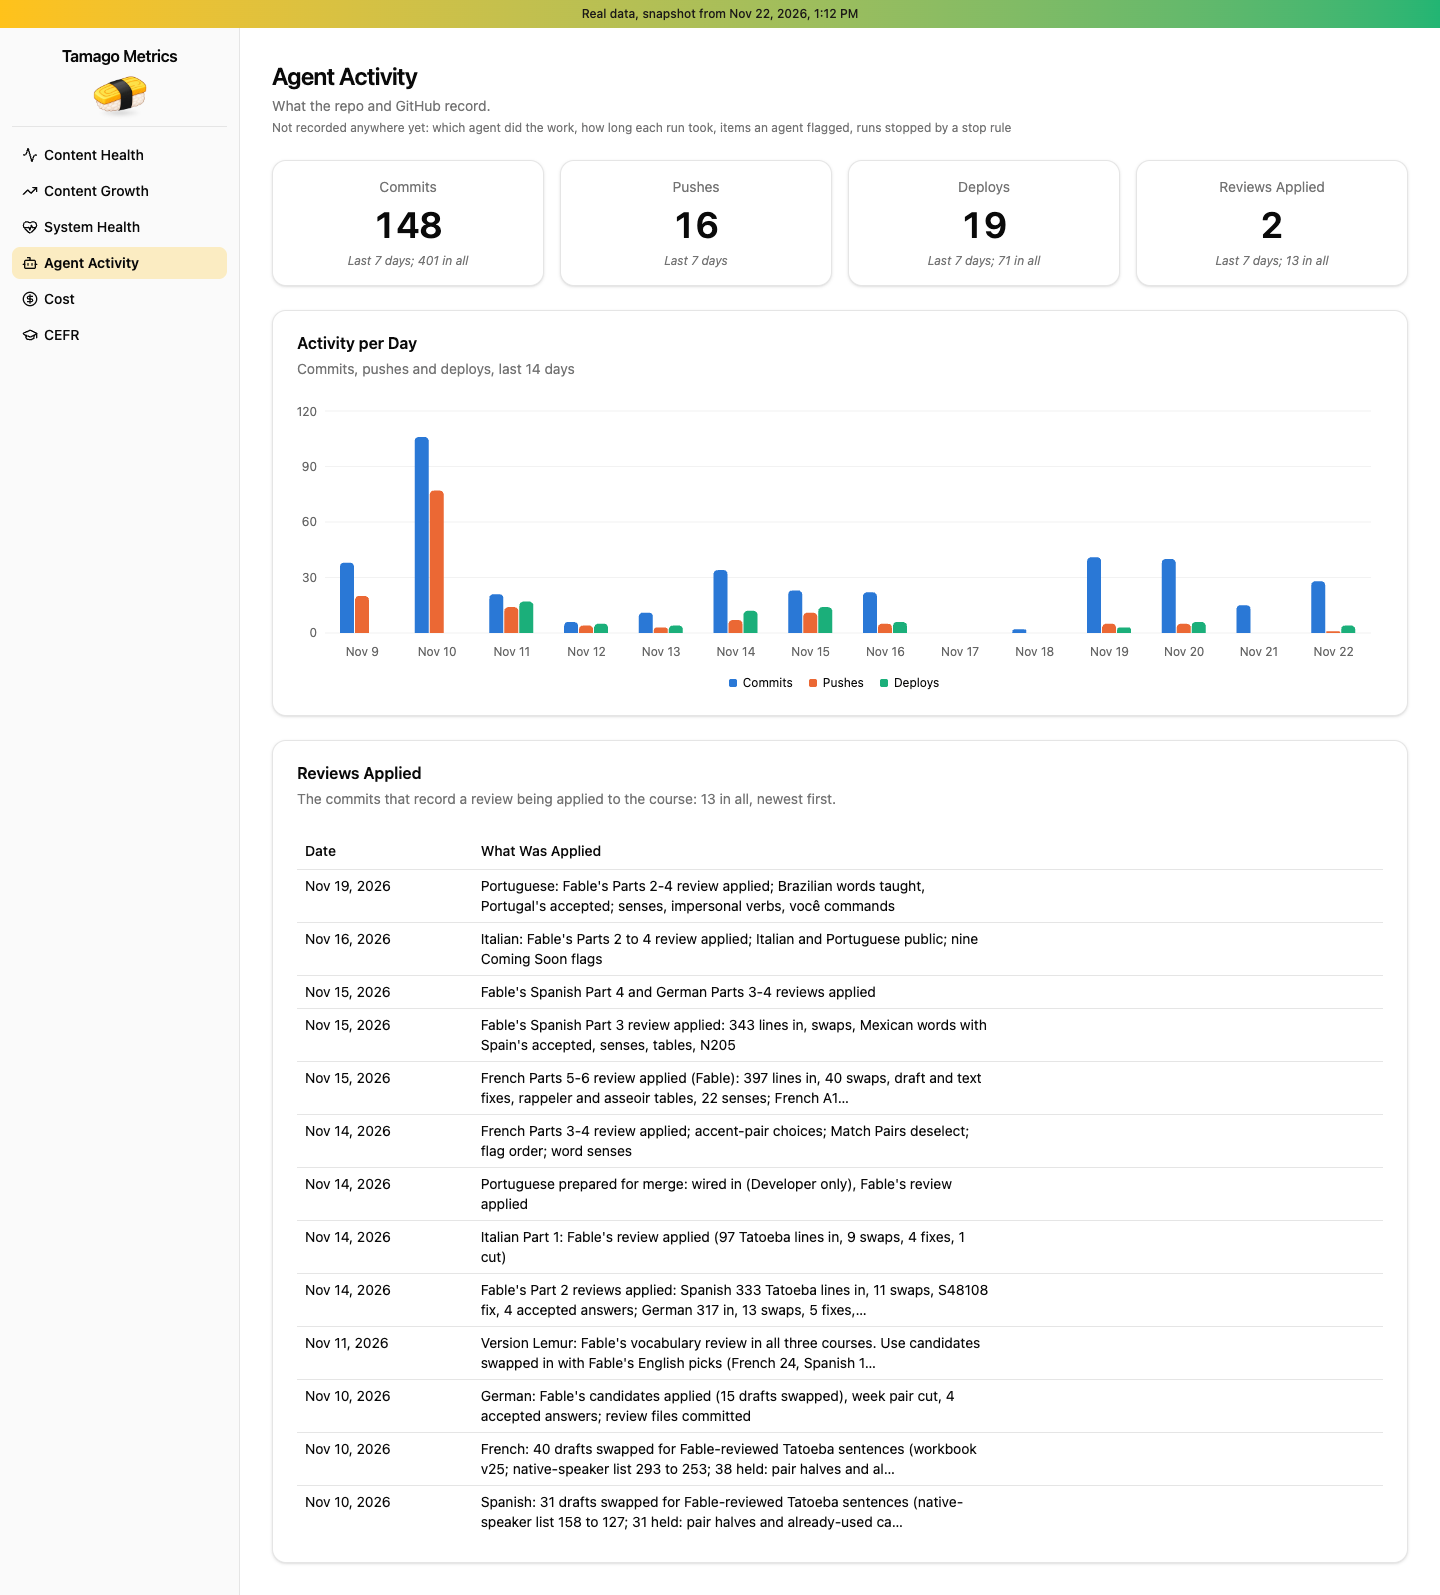 Real data, snapshot from Nov 22, 2026, 1:12 PM
Tamago Metrics
Content Health
Content Growth
System Health
Agent Activity
Cost
CEFR
Agent Activity
What the repo and GitHub record.
Not recorded anywhere yet: which agent did the work, how long each run took, items an agent flagged, runs stopped by a stop rule
Commits
148
Last 7 days; 401 in all
Pushes
16
Last 7 days
Deploys
19
Last 7 days; 71 in all
Reviews Applied
2
Last 7 days; 13 in all
Activity per Day
Commits, pushes and deploys, last 14 days
120
90
60
30
0
Nov 9 Nov 10 Nov 11 Nov 12 Nov 13 Nov 14 Nov 15 Nov 16 Nov 17 Nov 18 Nov 19 Nov 20 Nov 21 Nov 22
Commits Pushes Deploys
Reviews Applied
The commits that record a review being applied to the course: 13 in all, newest first.
Date What Was Applied
Nov 19, 2026 Portuguese: Fable's Parts 2-4 review applied; Brazilian words taught,
Portugal's accepted; senses, impersonal verbs, você commands
Nov 16, 2026 Italian: Fable's Parts 2 to 4 review applied; Italian and Portuguese public; nine
Coming Soon flags
Nov 15, 2026 Fable's Spanish Part 4 and German Parts 3-4 reviews applied
Nov 15, 2026 Fable's Spanish Part 3 review applied: 343 lines in, swaps, Mexican words with
Spain's accepted, senses, tables, N205
Nov 15, 2026 French Parts 5-6 review applied (Fable): 397 lines in, 40 swaps, draft and text
fixes, rappeler and asseoir tables, 22 senses; French A1...
Nov 14, 2026 French Parts 3-4 review applied; accent-pair choices; Match Pairs deselect;
flag order; word senses
Nov 14, 2026 Portuguese prepared for merge: wired in (Developer only), Fable's review
applied
Nov 14, 2026 Italian Part 1: Fable's review applied (97 Tatoeba lines in, 9 swaps, 4 fixes, 1
cut)
Nov 14, 2026 Fable's Part 2 reviews applied: Spanish 333 Tatoeba lines in, 11 swaps, S48108
fix, 4 accepted answers; German 317 in, 13 swaps, 5 fixes,...
Nov 11, 2026 Version Lemur: Fable's vocabulary review in all three courses. Use candidates
swapped in with Fable's English picks (French 24, Spanish 1...
Nov 10, 2026 German: Fable's candidates applied (15 drafts swapped), week pair cut, 4
accepted answers; review files committed
Nov 10, 2026 French: 40 drafts swapped for Fable-reviewed Tatoeba sentences (workbook
v25; native-speaker list 293 to 253; 38 held: pair halves and al...
Nov 10, 2026 Spanish: 31 drafts swapped for Fable-reviewed Tatoeba sentences (native-
speaker list 158 to 127; 31 held: pair halves and already-used ca...